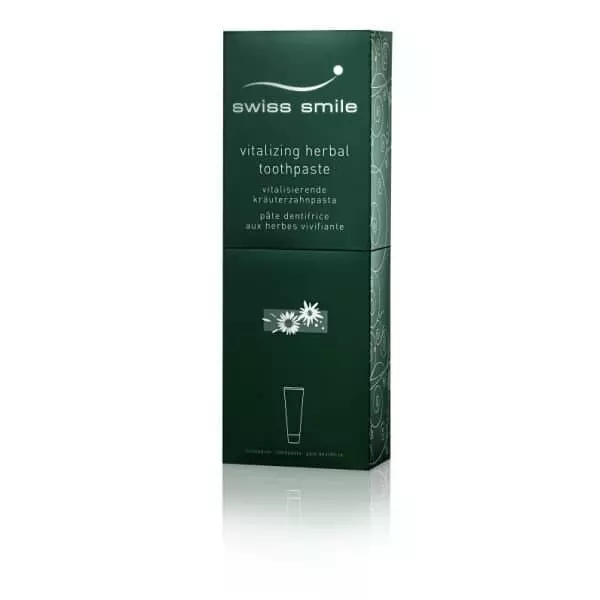 swiss smile
vitalizing herbal
toothpaste
vitalisierende
kräuterzahnpasta
pâte dentifrice
aux herbes vivifiante